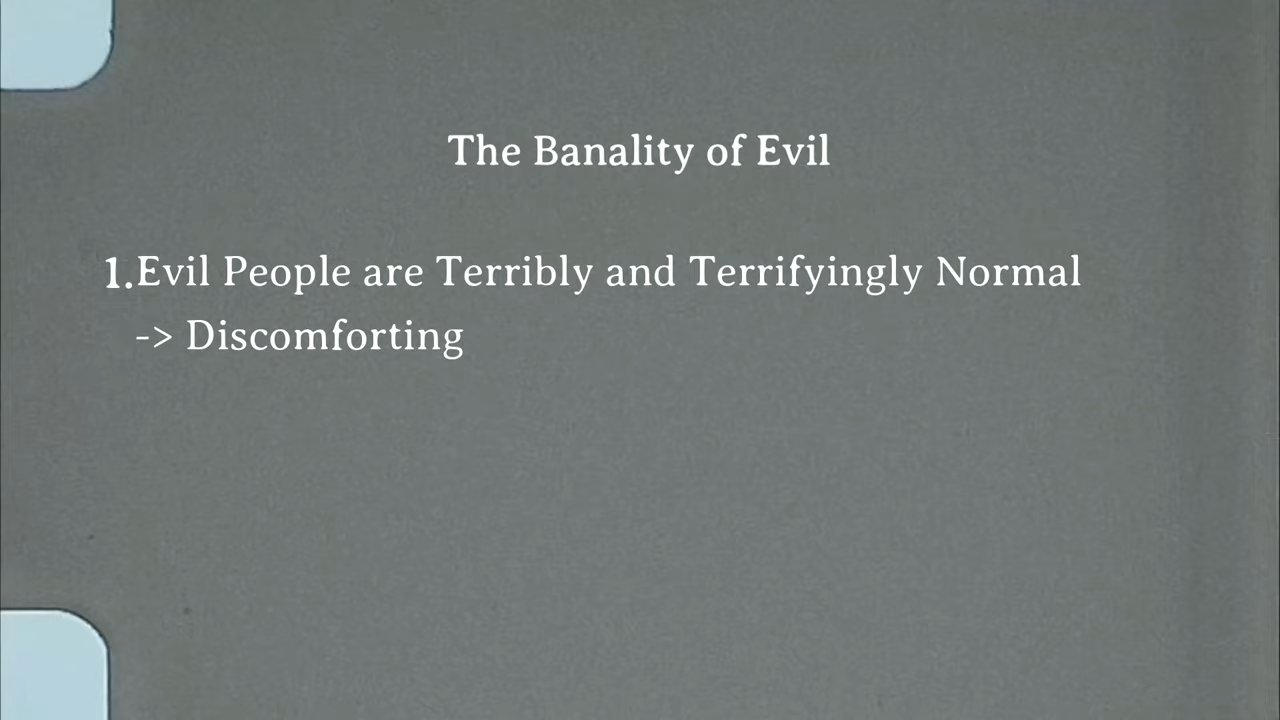 The Banality of Evil
1.Evil People are Terribly and Terrifyingly Normal
-> Discomforting